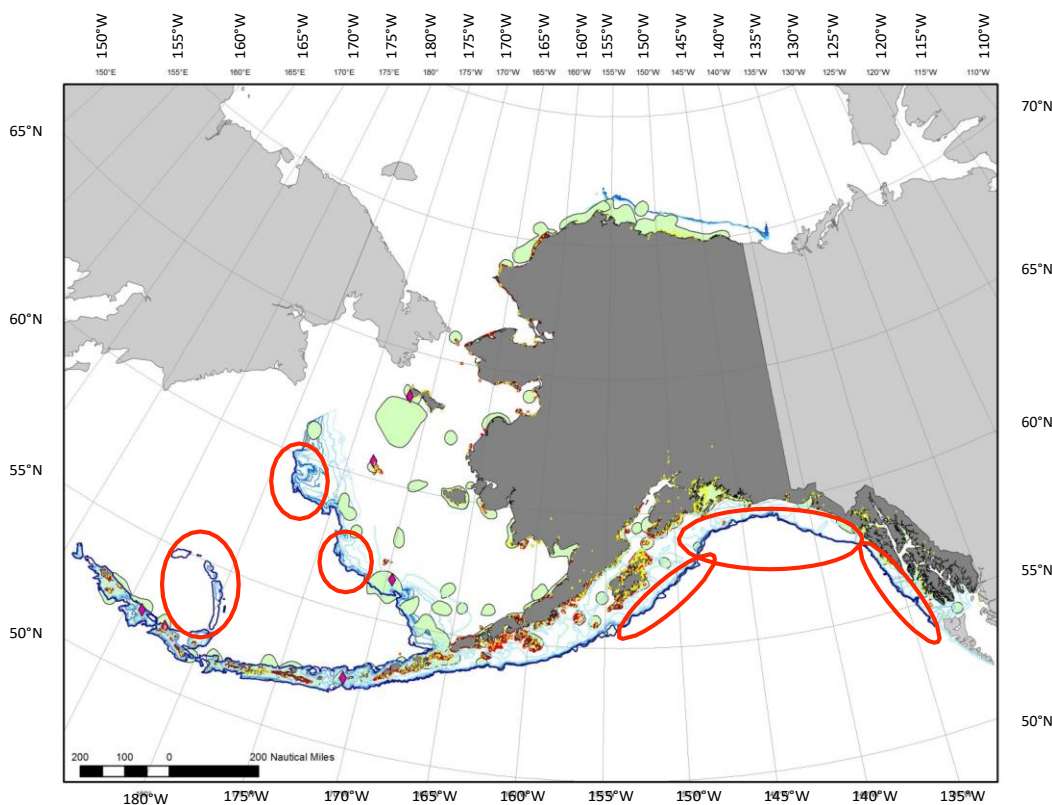 150°W 155°W 160°W 165°W 170°W 175°W 180°W 175°W 170°W 165°W 160°W 155°W 150°W 145°W 140°W 135°W 130°W 125°W 120°W 115°W 110°W
150°E 155°E 160°E 165°E 170°E 175°E 180° 175°W 170°W 165°W 160°W 155°W 150°W 145°W 140°W 135°W 130°W 125°W 120°W 115°W 110°W
70°N
65°N
65°N
60°N
60°N
55°N
55°N
50°N
50°N
200 100 0 200 Nautical Miles
180°W 175°W 170°W 165°W 160°W 155°W 150°W 145°W 140°W 135°W